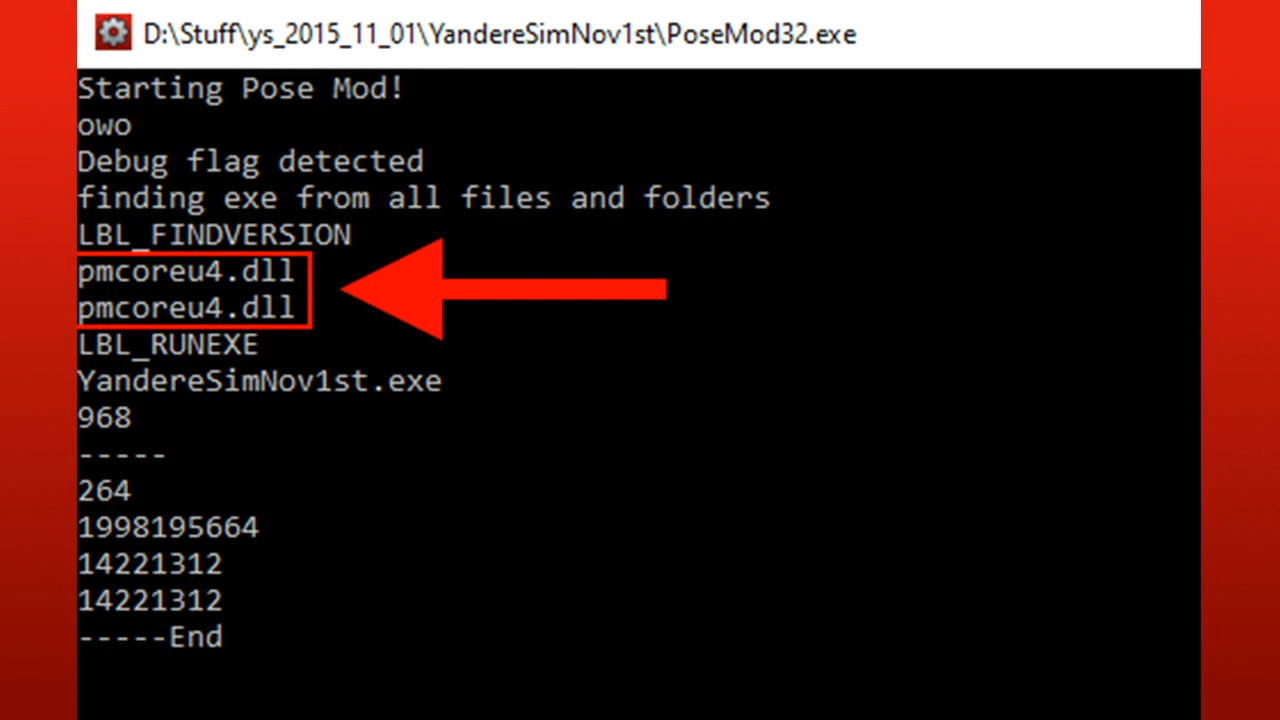 D:\Stuff\ys_2015_11_01\YandereSimNov1st\PoseMod32.exe
Starting Pose Mod!
owo
Debug flag detected
finding exe from all files and folders
LBL_FINDVERSION
pmcoreu4.dll
pmcoreu4.dll
LBL_RUNEXE
YandereSimNov1st.exe
968
-----
264
1998195664
14221312
14221312
-----End